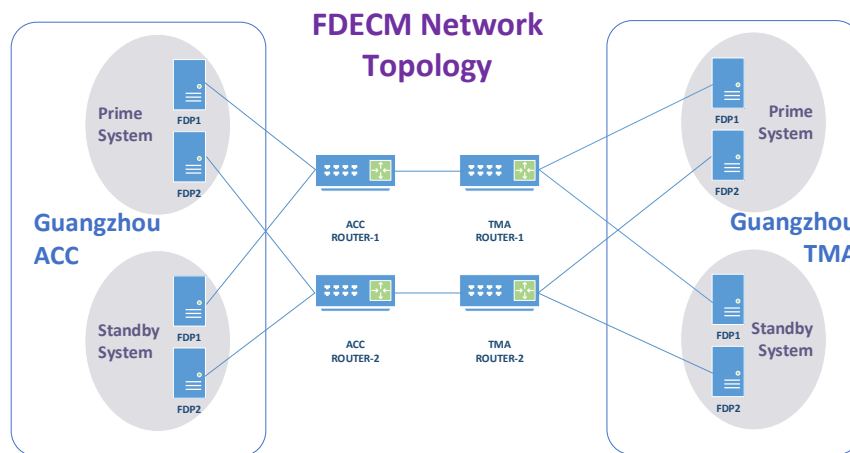 FDECM Network
Topology
Prime
System
FDP1
FDP2
Guangzhou
ACC
Standby
System
FDP1
FDP2
ACC
ROUTER-1
TMA
ROUTER-1
ACC
ROUTER-2
TMA
ROUTER-2
FDP1
Prime
System
FDP2
Guangzhou
TMA
FDP1
Standby
System
FDP2